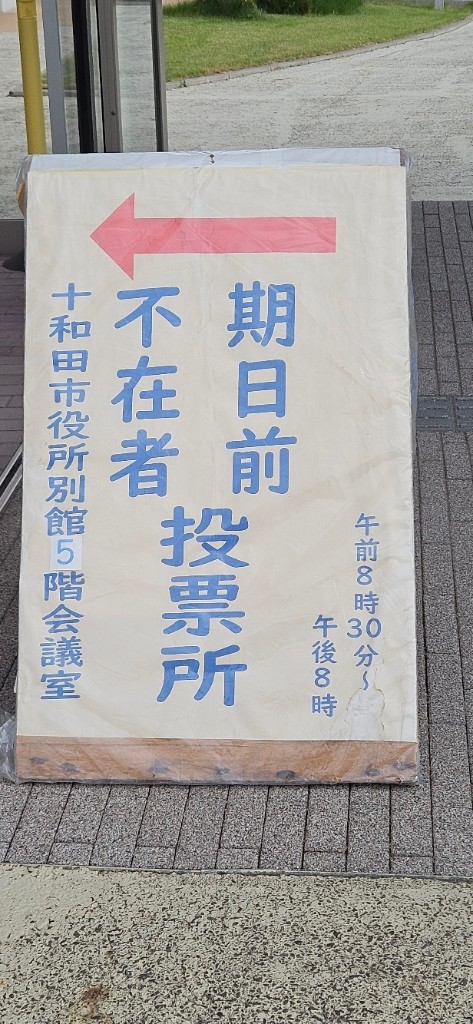 期日前
不在者
投票所
午前8時30分～
午後8時
十和田市役所別館5階会議室